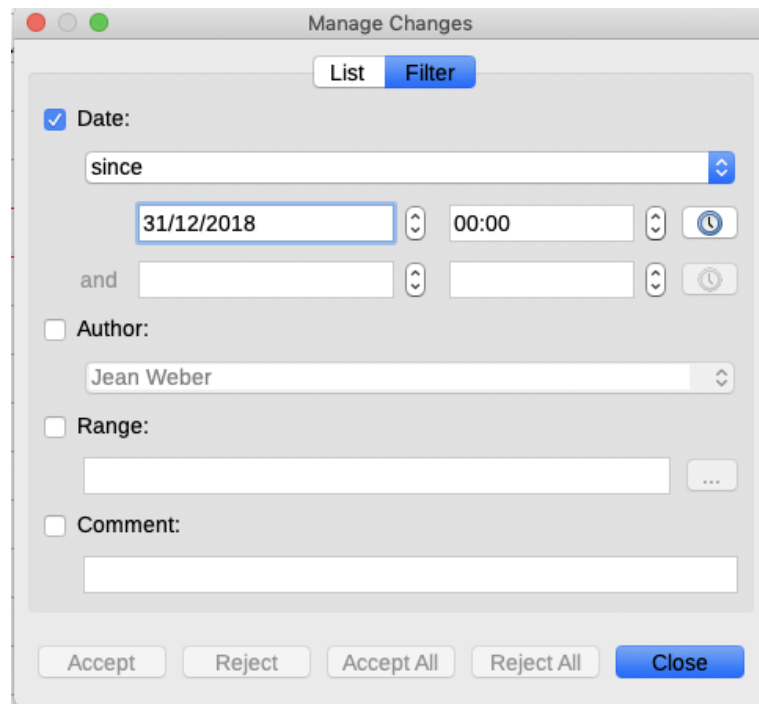 Manage Changes
List Filter
Date:
since
31/12/2018 00:00
and
Author:
Jean Weber
Range:
...
Comment:
Accept Reject Accept All Reject All Close